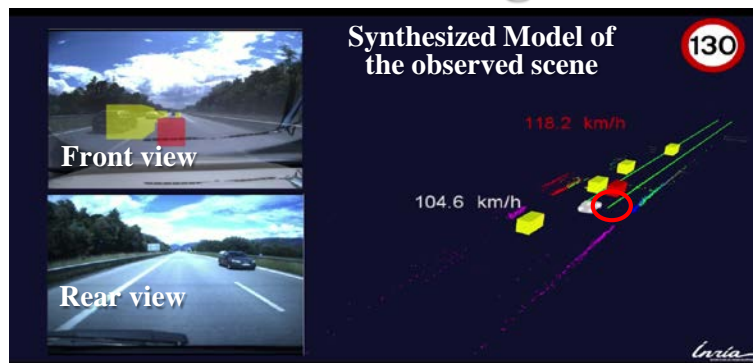 Synthesized Model of
the observed scene
130
118.2 km/h
Front view
104.6 km/h
Rear view
Inria